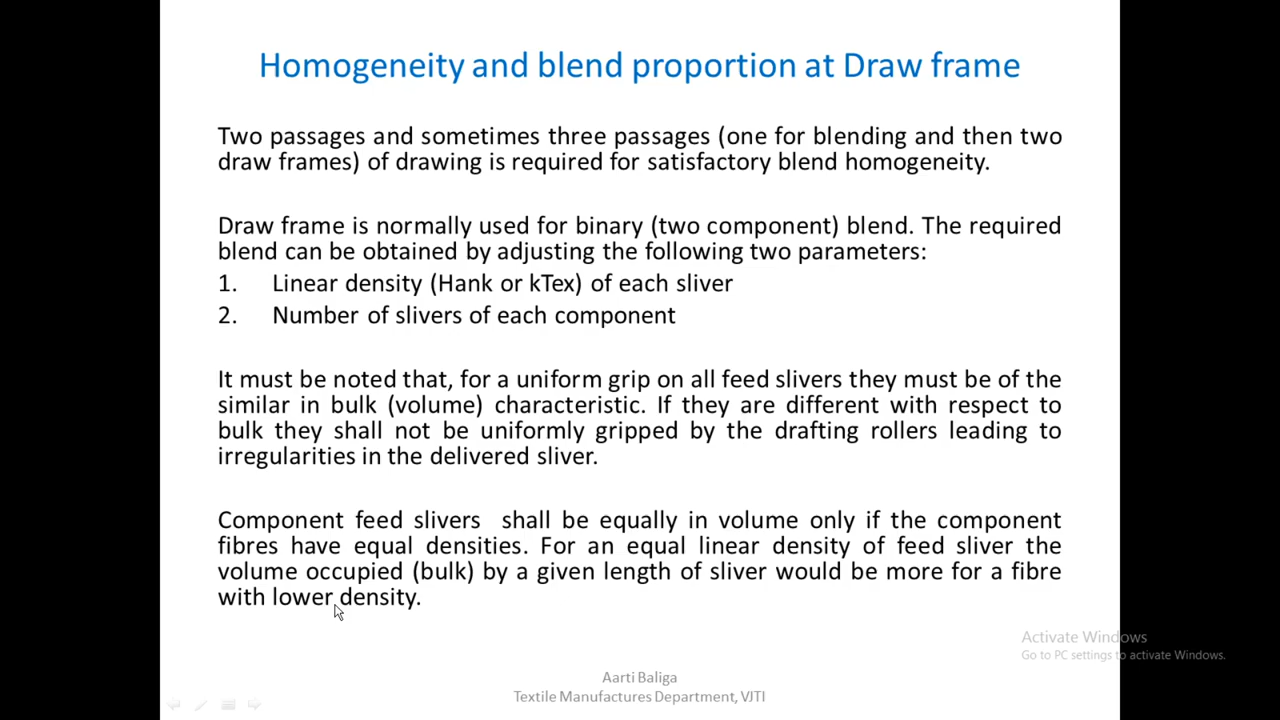 Homogeneity and blend proportion at Draw frame
Two passages and sometimes three passages (one for blending and then two
draw frames) of drawing is required for satisfactory blend homogeneity.
Draw frame is normally used for binary (two component) blend. The required
blend can be obtained by adjusting the following two parameters:
1. Linear density (Hank or kTex) of each sliver
2. Number of slivers of each component
It must be noted that, for a uniform grip on all feed slivers they must be of the
similar in bulk (volume) characteristic. If they are different with respect to
bulk they shall not be uniformly gripped by the drafting rollers leading to
irregularities in the delivered sliver.
Component feed slivers shall be equally in volume only if the component
fibres have equal densities. For an equal linear density of feed sliver the
volume occupied (bulk) by a given length of sliver would be more for a fibre
with lower density.
Activate Windows
Go to PC settings to activate Windows.
Aarti Baliga
Textile Manufactures Department, VJTI